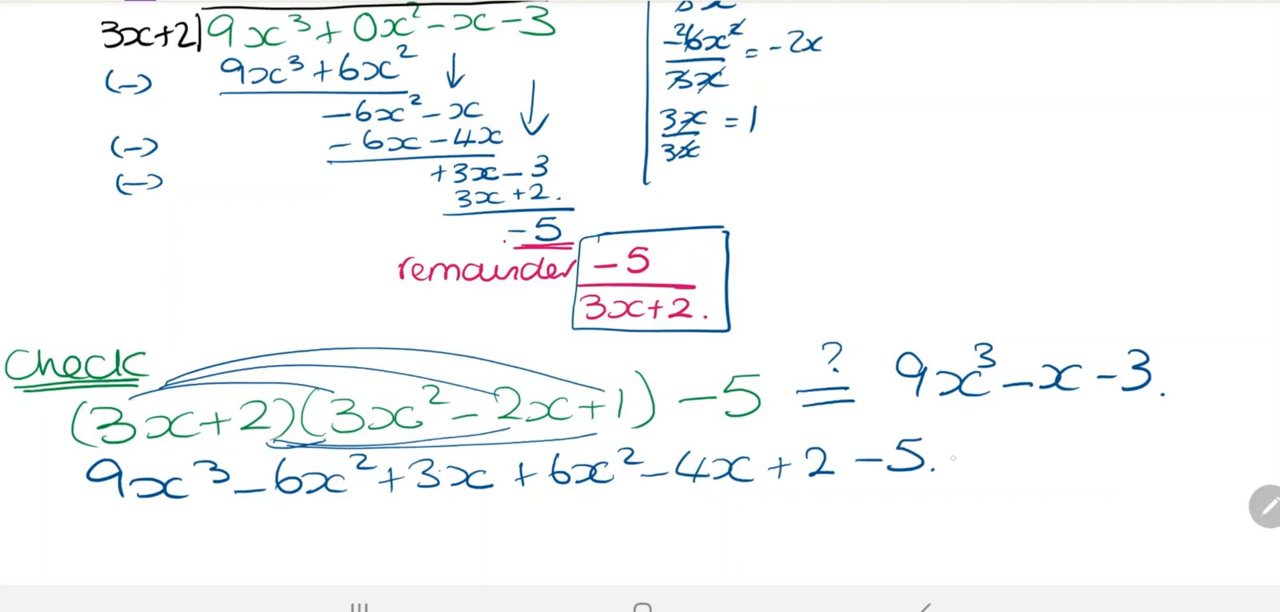 3x+2)9x³+0x²-x-3
(-) 9x³+6x²
-6x²-x
(-) -6x-4x
(-) +3x-3
3x+2.
-5
remainder -5/3x+2.
-6x²/3x = -2x
3x/3x = 1
Check
(3x+2)(3x²-2x+1)-5 ?= 9x³-x-3.
9x³-6x²+3x+6x²-4x+2-5.